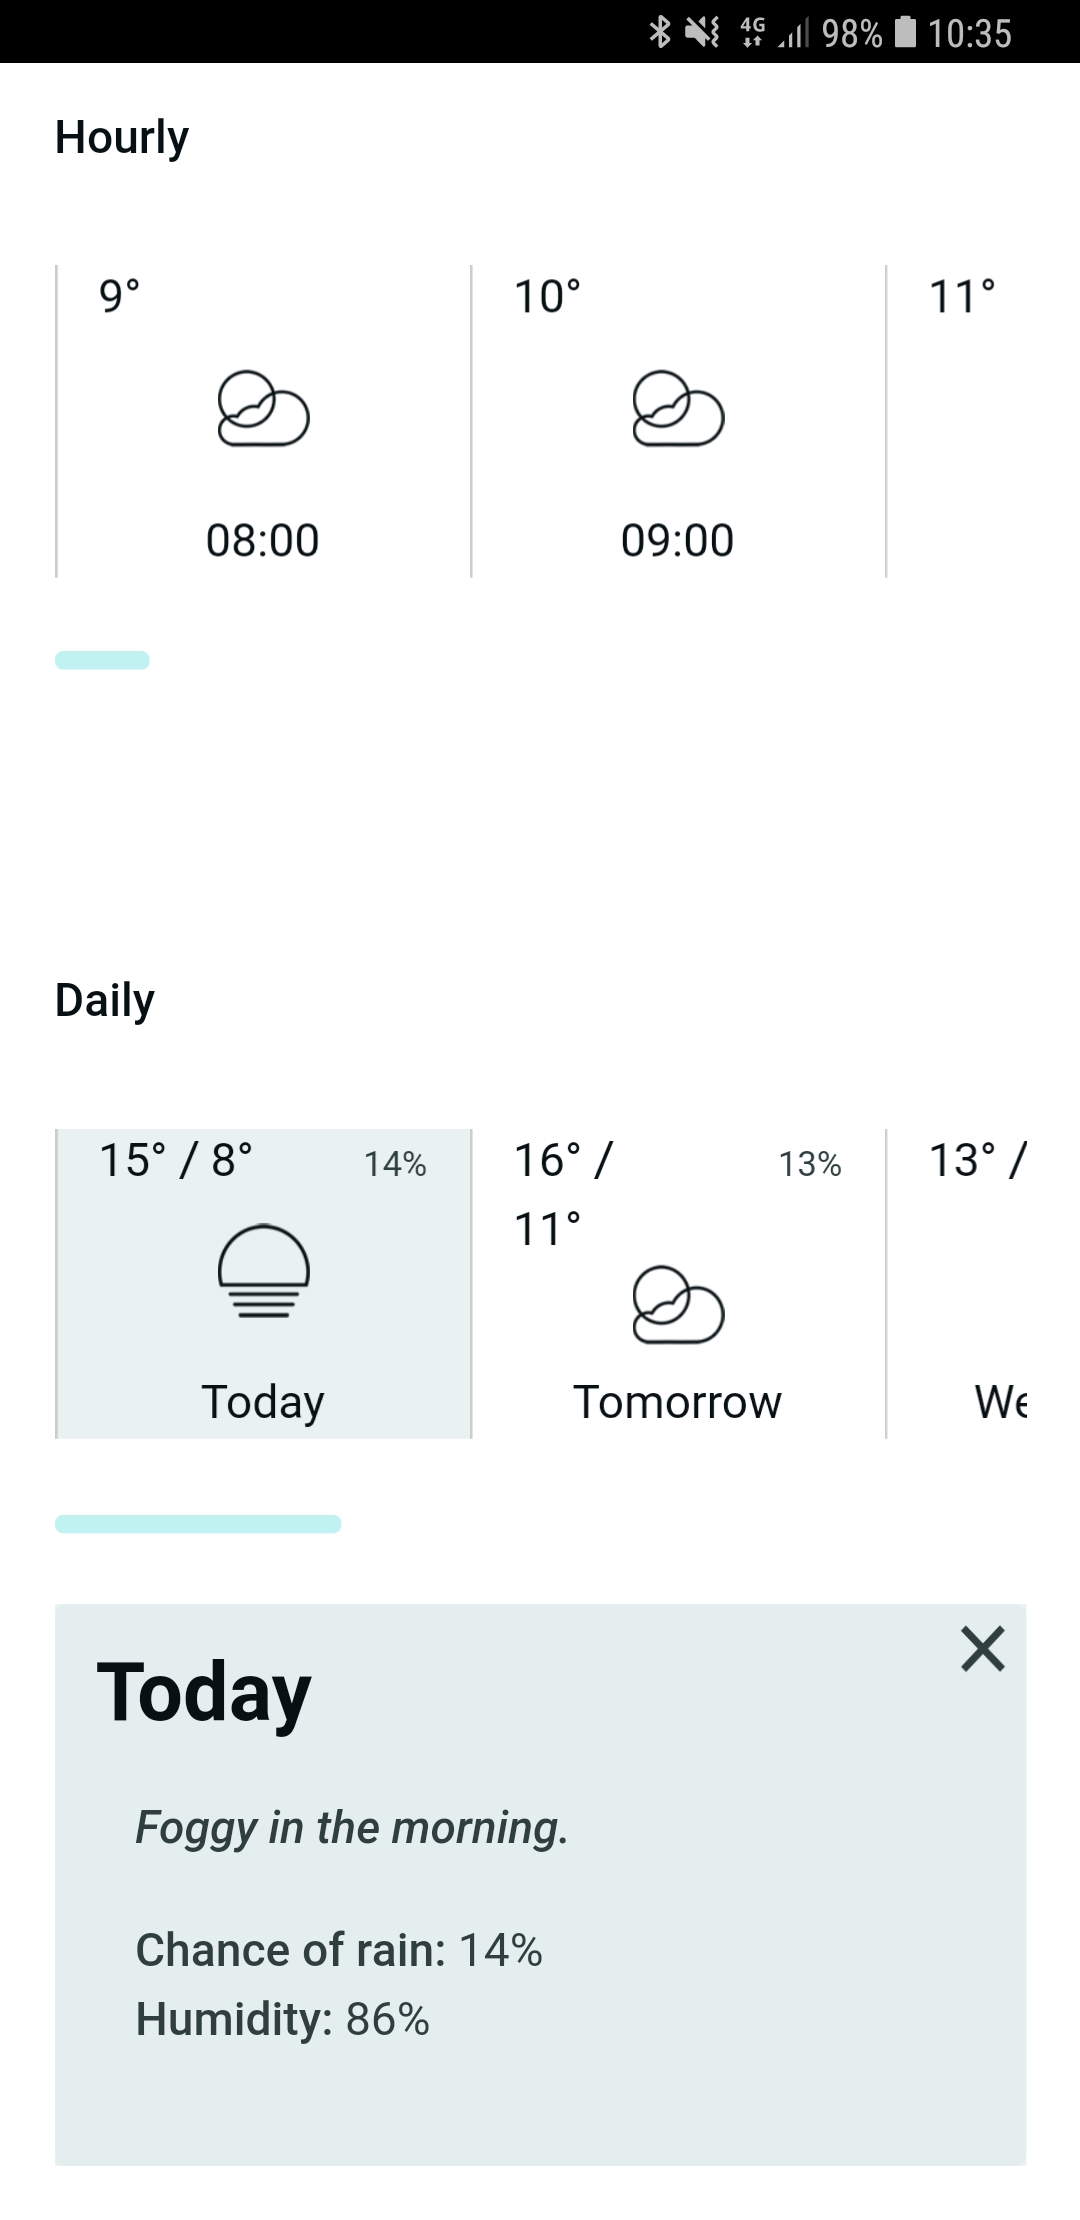 4G 98% 10:35
Hourly
9° 10° 11°
08:00 09:00
Daily
15° / 8° 14% 16° / 13% 13° /
11°
Today Tomorrow We
Today
Foggy in the morning.
Chance of rain: 14%
Humidity: 86%